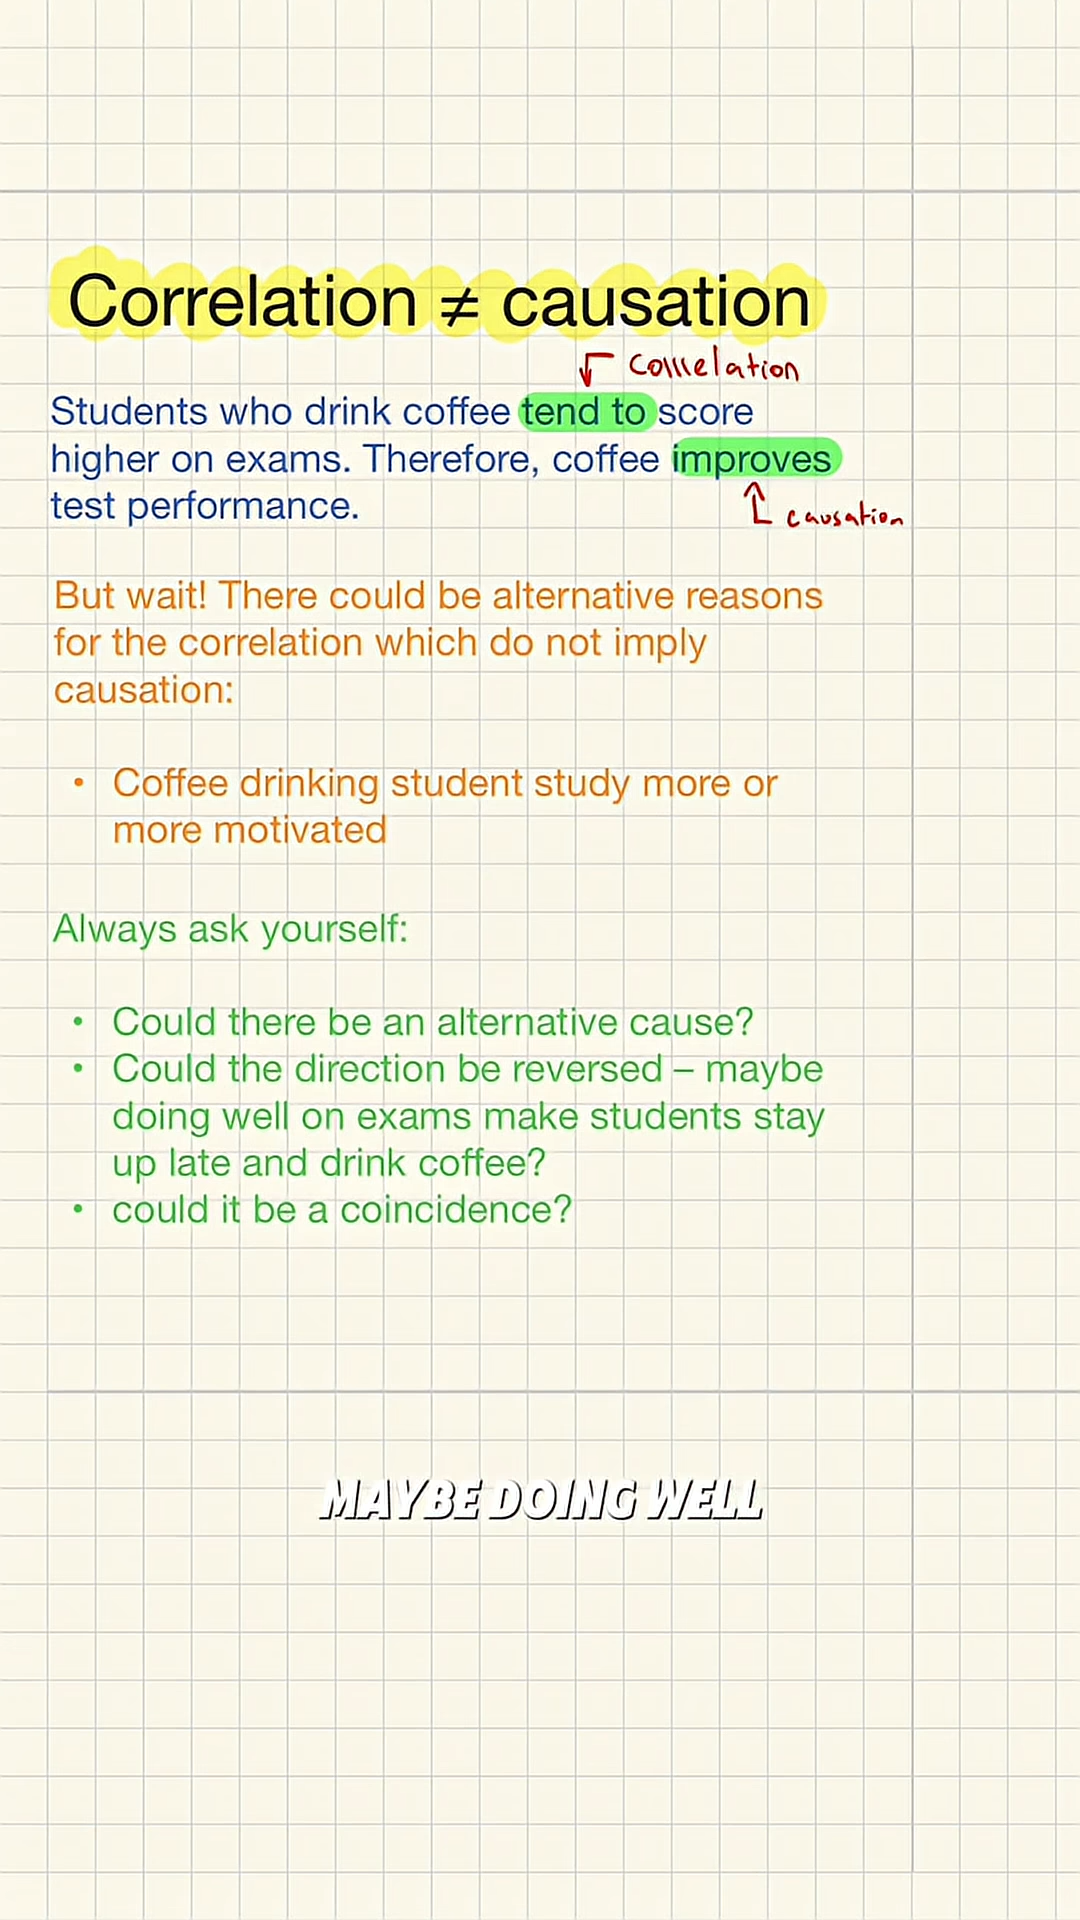 Correlation ≠ causation
correlation
Students who drink coffee tend to score
higher on exams. Therefore, coffee improves
test performance.
causation
But wait! There could be alternative reasons
for the correlation which do not imply
causation:
• Coffee drinking student study more or
more motivated
Always ask yourself:
• Could there be an alternative cause?
• Could the direction be reversed – maybe
doing well on exams make students stay
up late and drink coffee?
• could it be a coincidence?
MAYBE DOING WELL